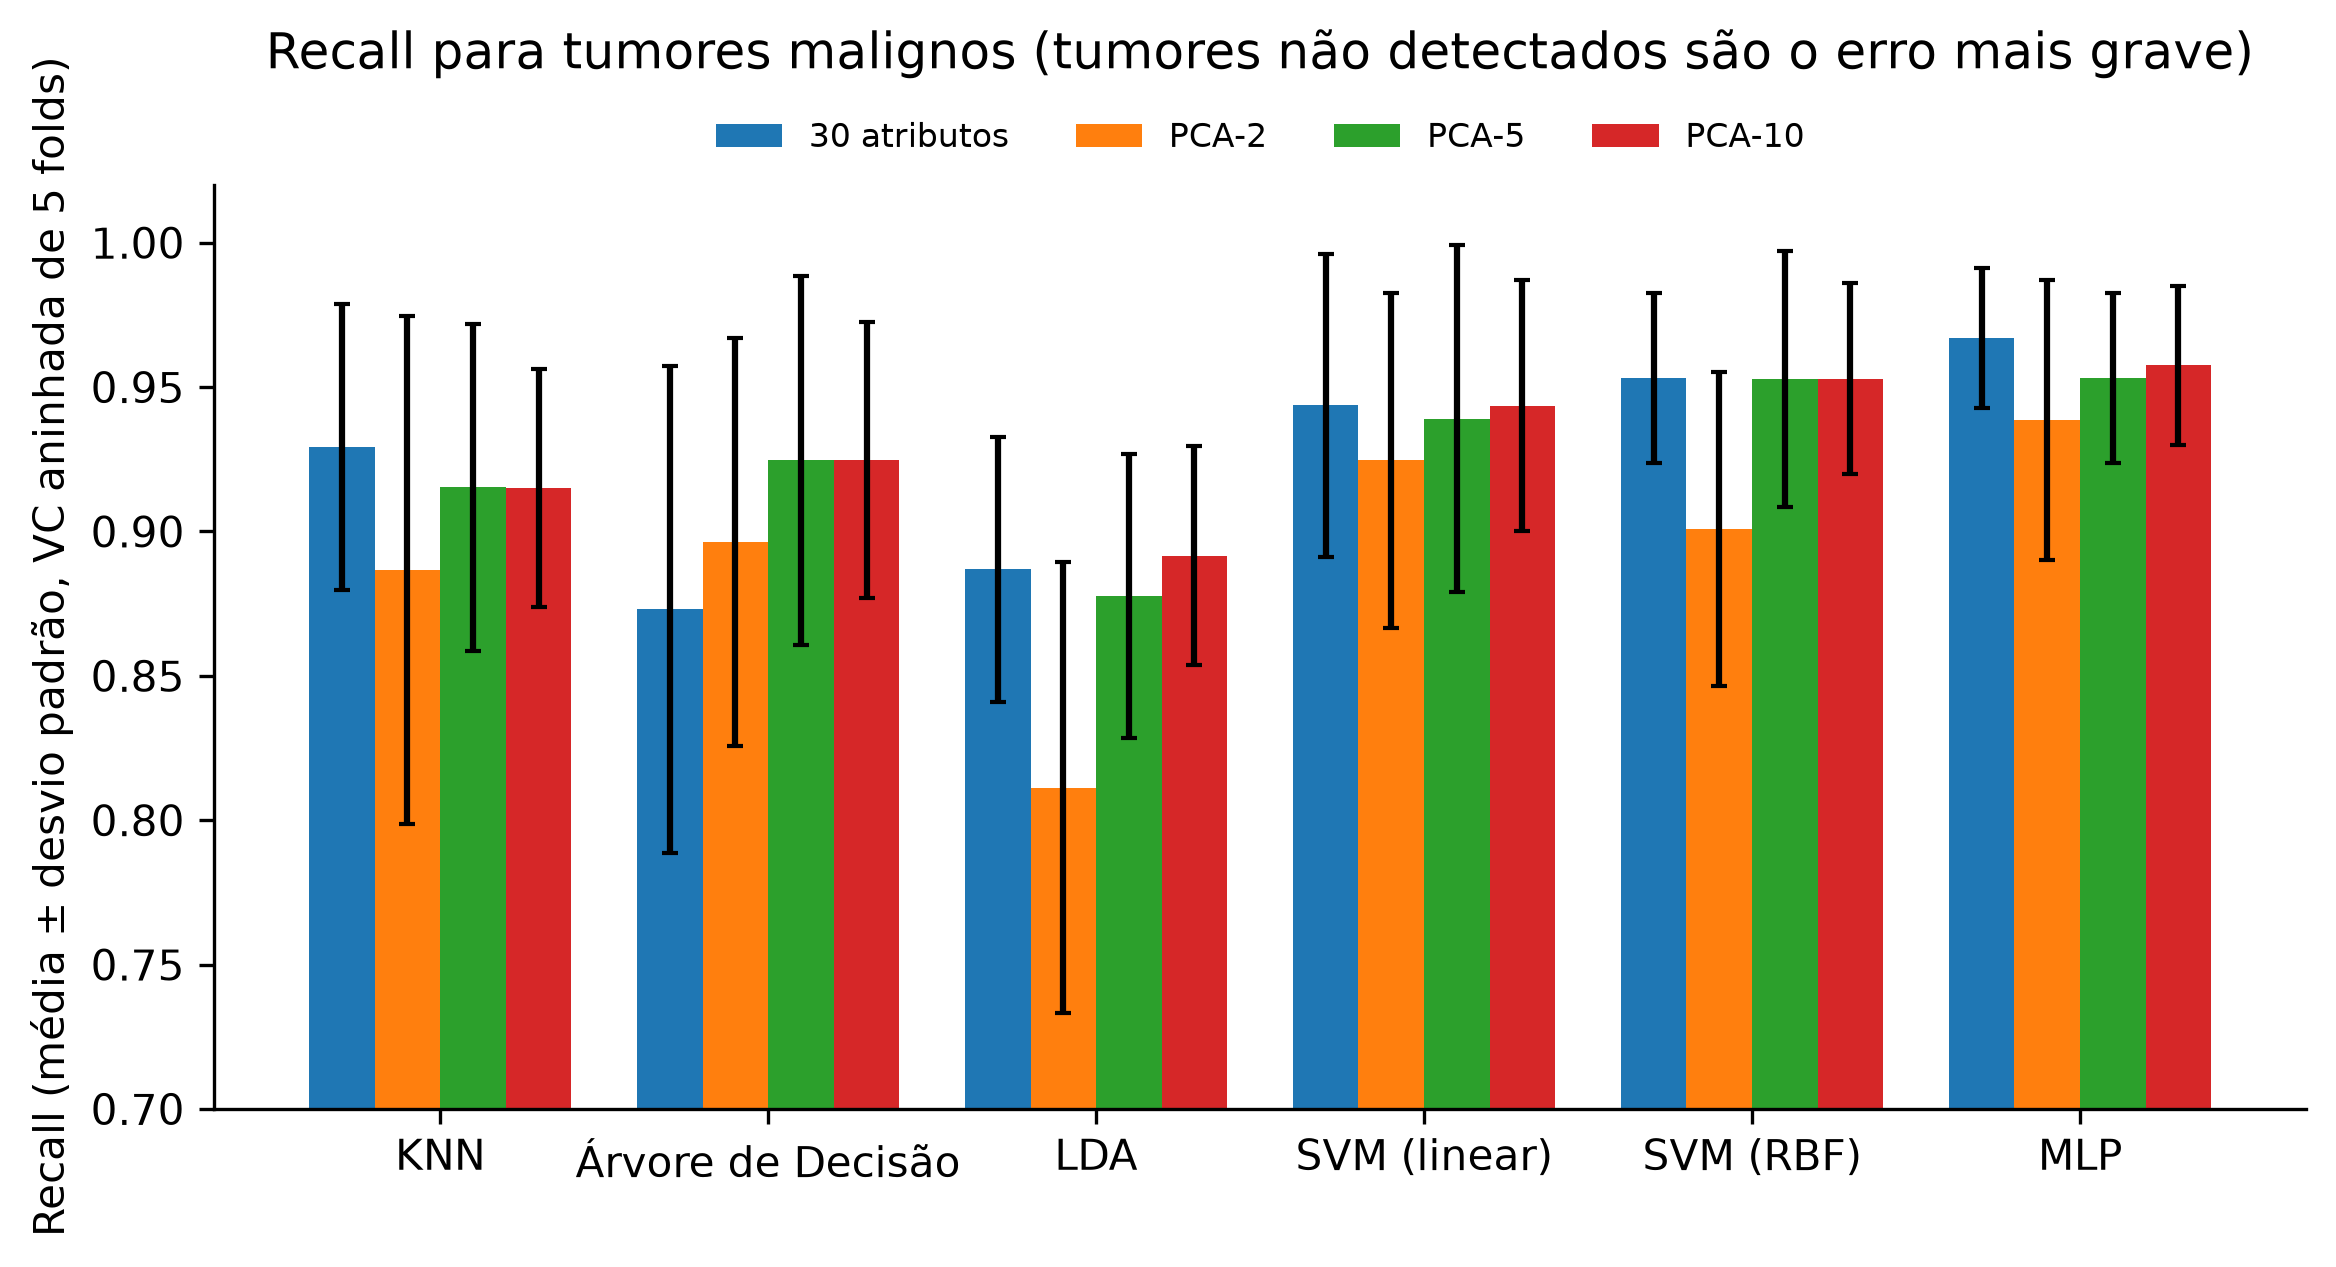 Recall para tumores malignos (tumores não detectados são o erro mais grave)
30 atributos
PCA-2
PCA-5
PCA-10
Recall (média ± desvio padrão, VC aninhada de 5 folds)
1.00
0.95
0.90
0.85
0.80
0.75
0.70
KNN
Árvore de Decisão
LDA
SVM (linear)
SVM (RBF)
MLP